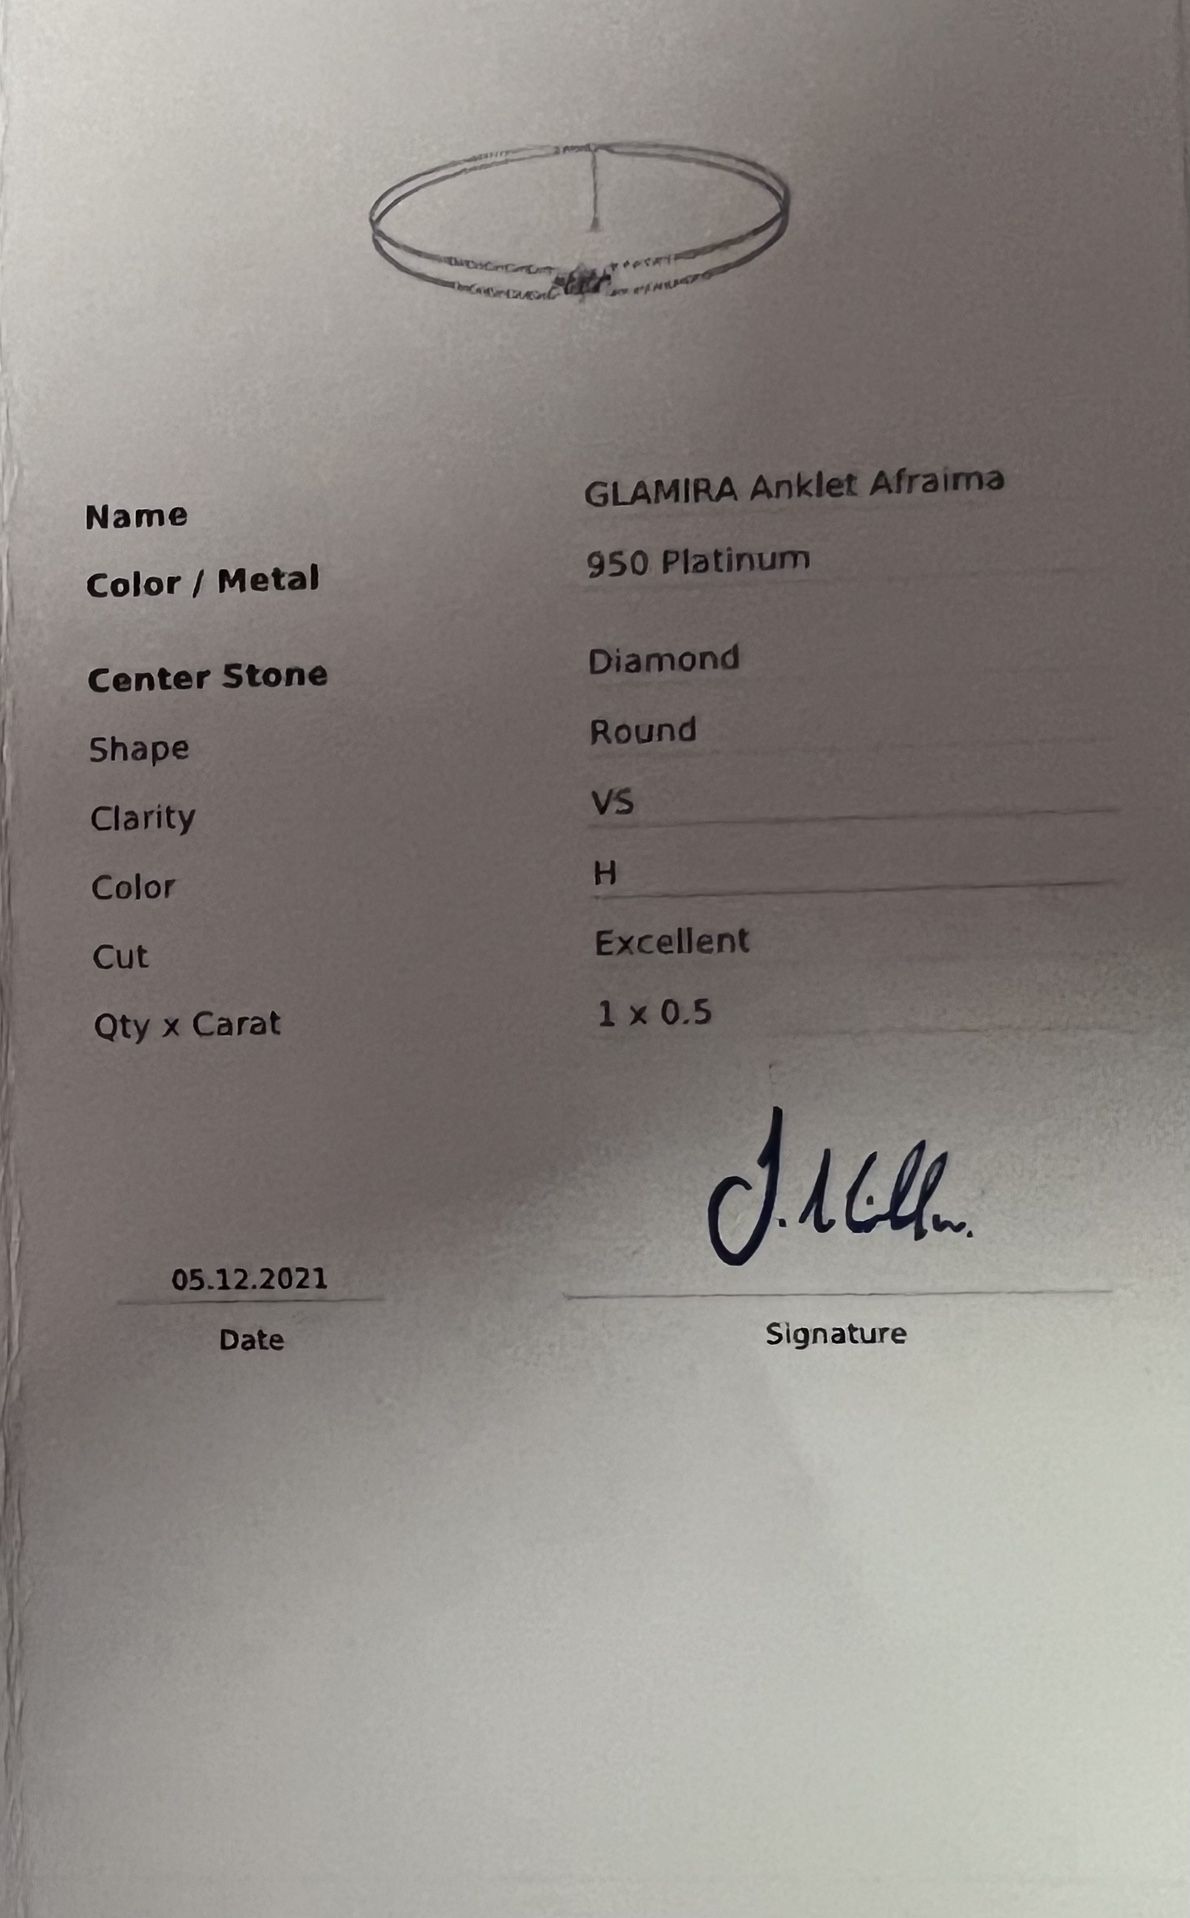 Name GLAMIRA Anklet Afraima
Color / Metal 950 Platinum
Center Stone Diamond
Shape Round
Clarity VS
Color H
Cut Excellent
Qty x Carat 1 x 0.5
05.12.2021
Date Signature